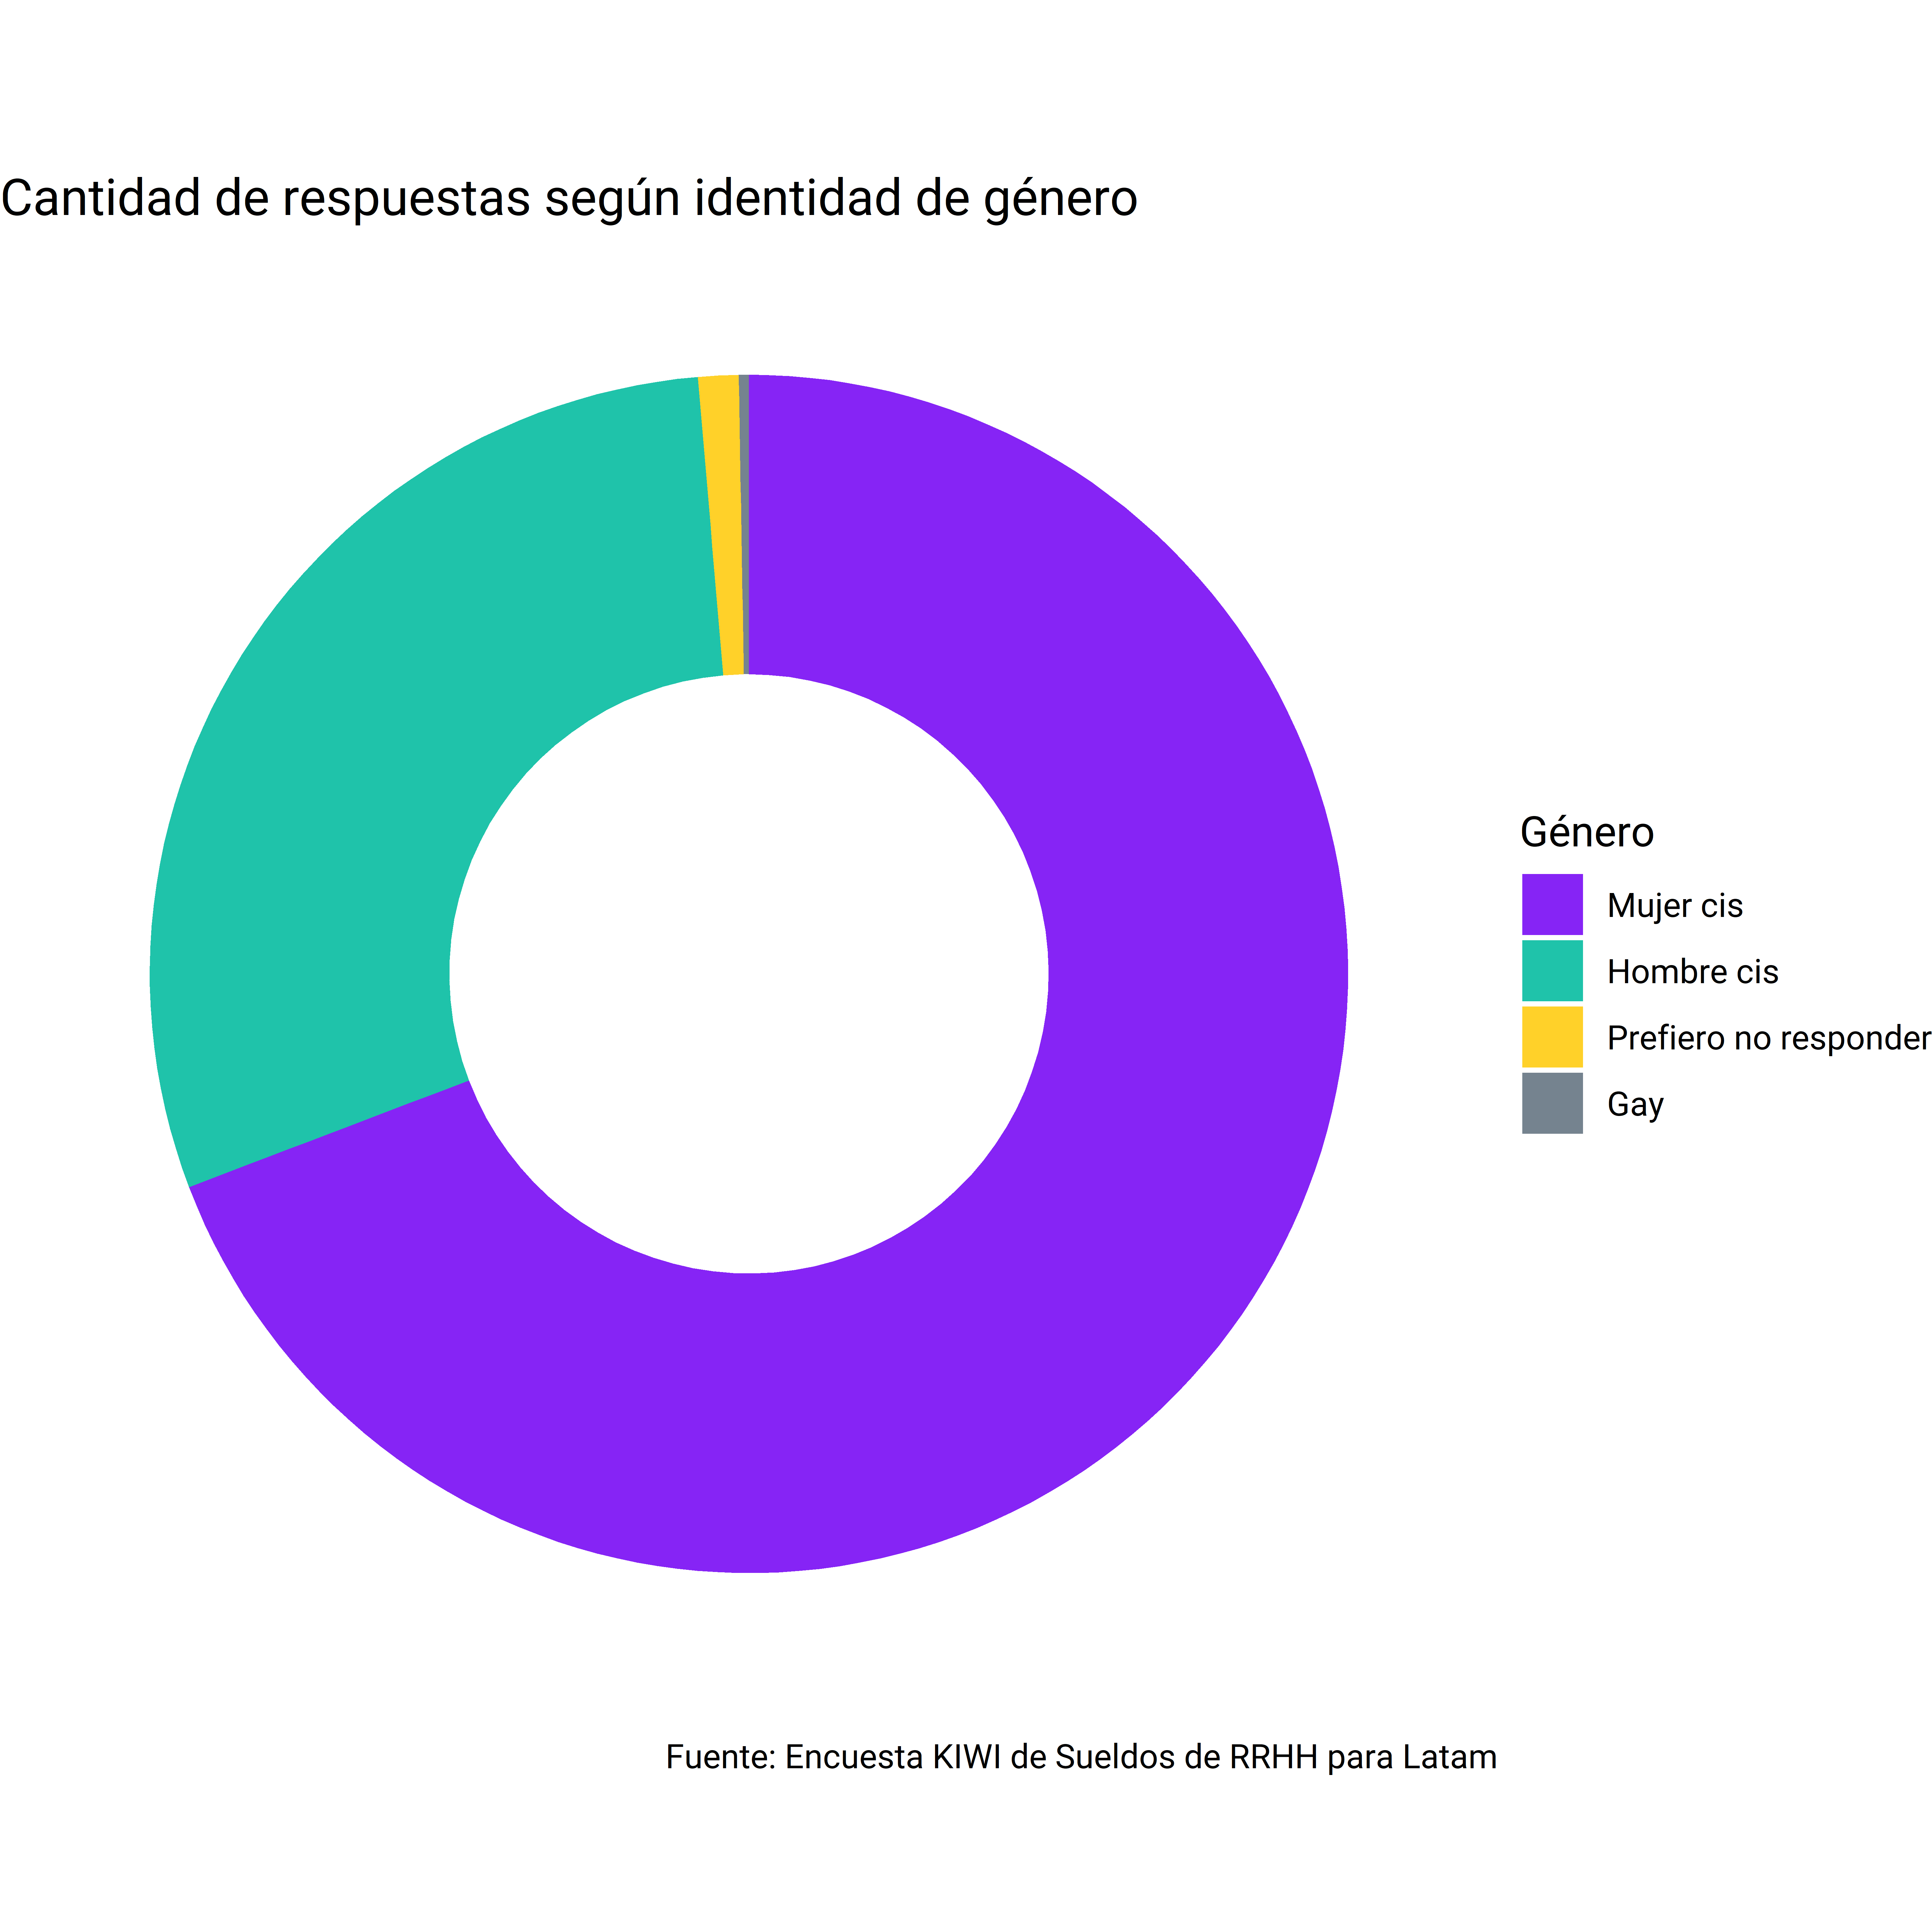 Cantidad de respuestas según identidad de género
Género
Mujer cis
Hombre cis
Prefiero no responder
Gay
Fuente: Encuesta KIWI de Sueldos de RRHH para Latam